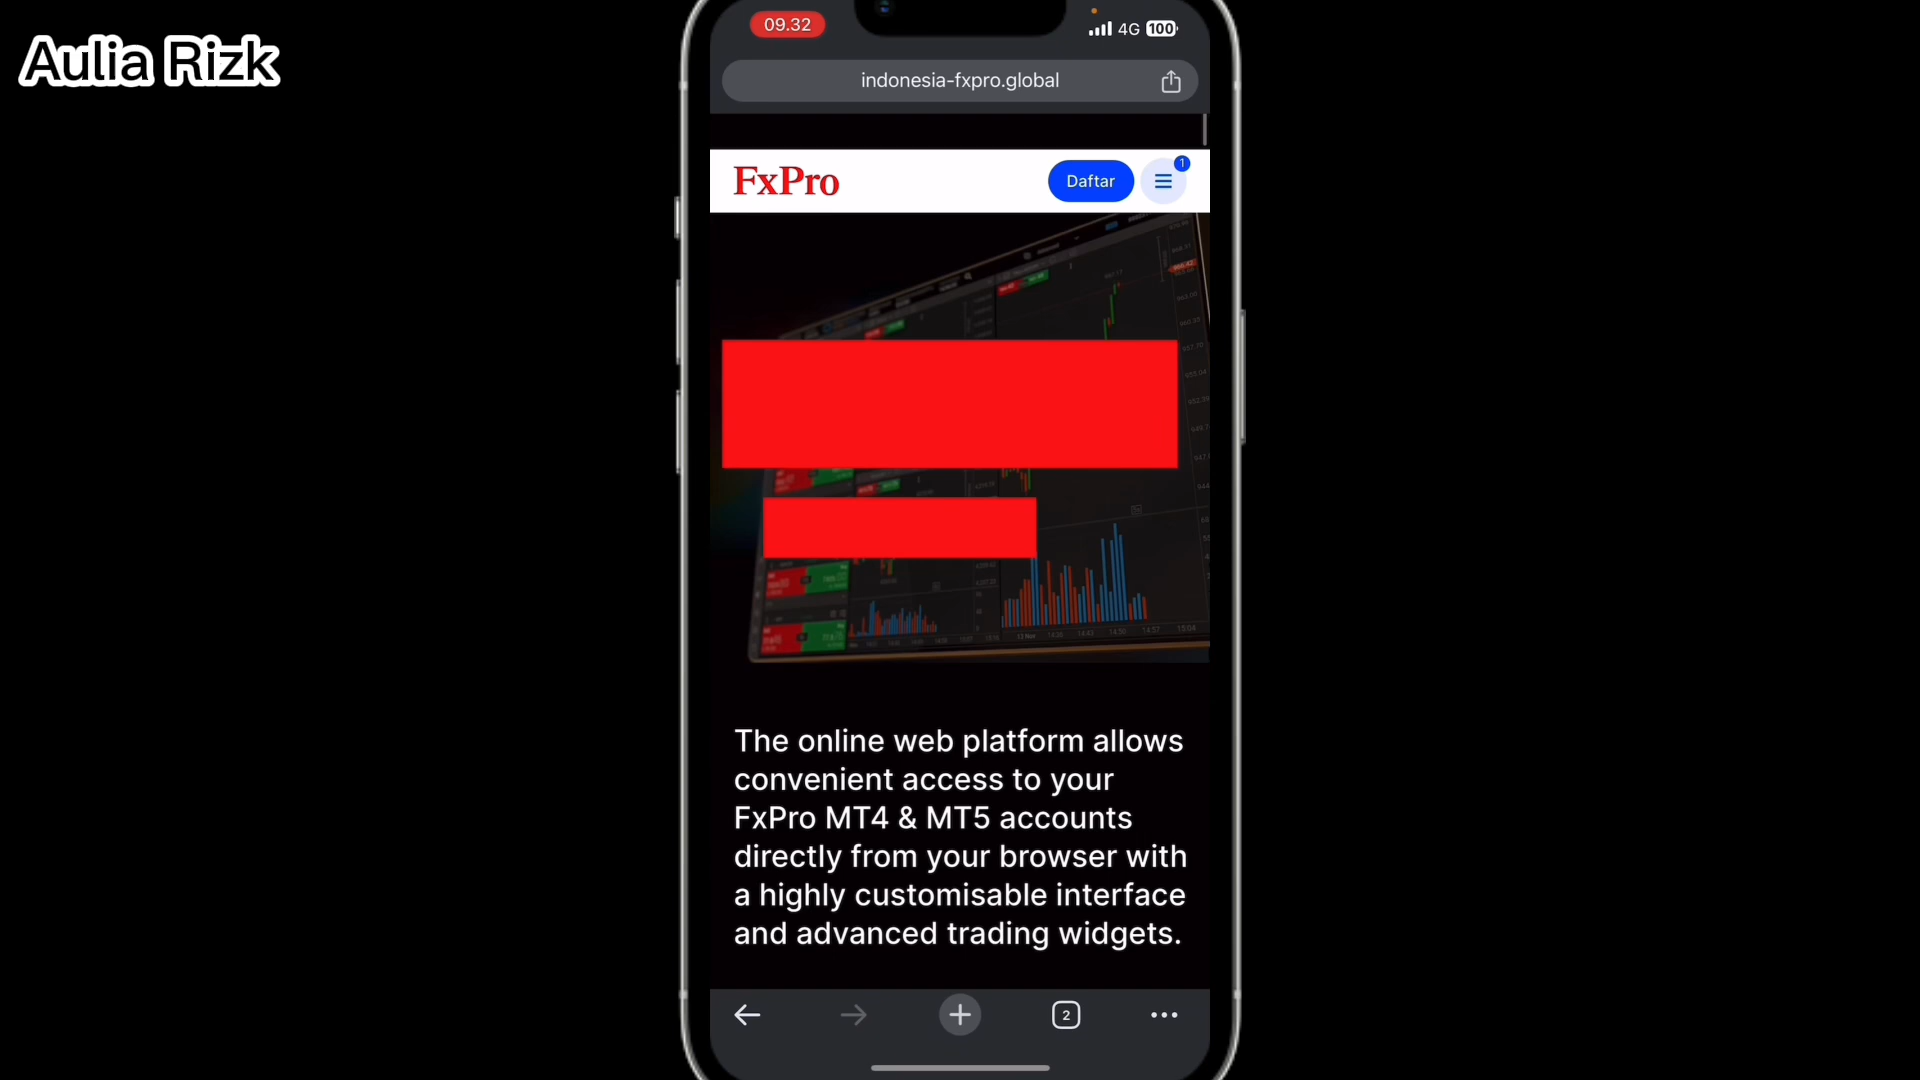 Aulia Rizk
09.32
4G 100
indonesia-fxpro.global
FxPro
Daftar
1
The online web platform allows
convenient access to your
FxPro MT4 & MT5 accounts
directly from your browser with
a highly customisable interface
and advanced trading widgets.
2